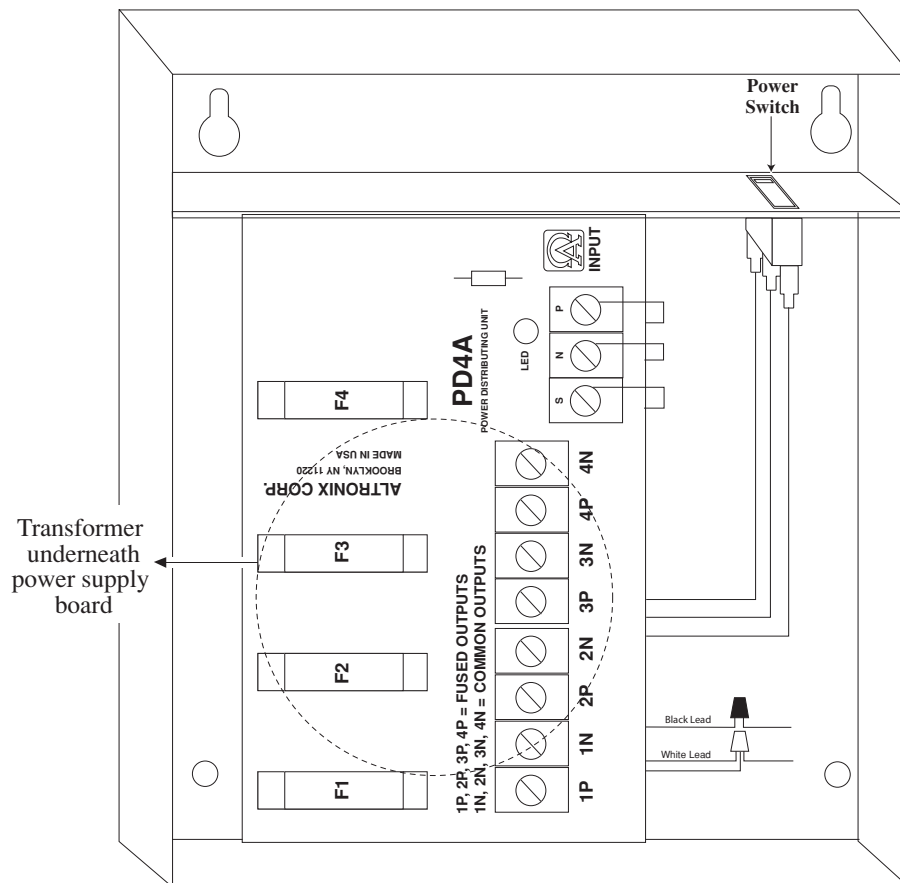 Power
Switch
INPUT
P
N
S
LED
PD4A
POWER DISTRIBUTING UNIT
F4
F3
F2
F1
ALTRONIX CORP.
BROOKLYN, NY 11220
MADE IN USA
4N
4P
3N
3P
2N
2P
1N
1P
1P, 2P, 3P, 4P = FUSED OUTPUTS
1N, 2N, 3N, 4N = COMMON OUTPUTS
Transformer
underneath
power supply
board
Black Lead
White Lead